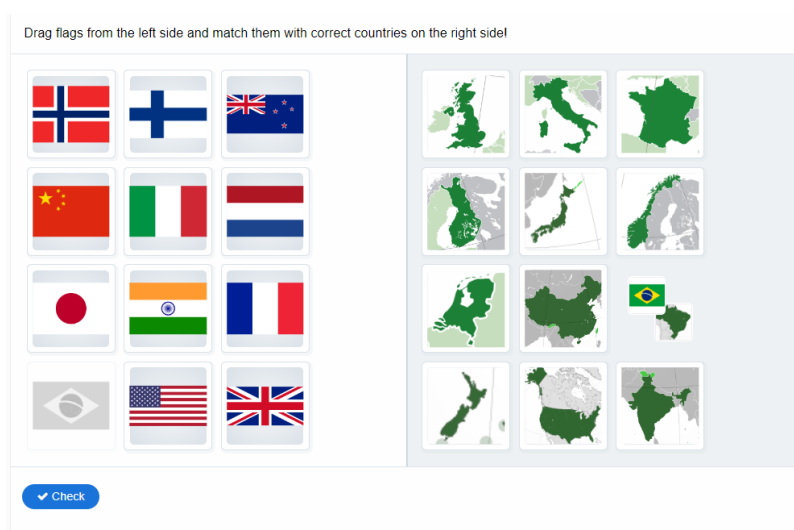 Drag flags from the left side and match them with correct countries on the right side!
Check